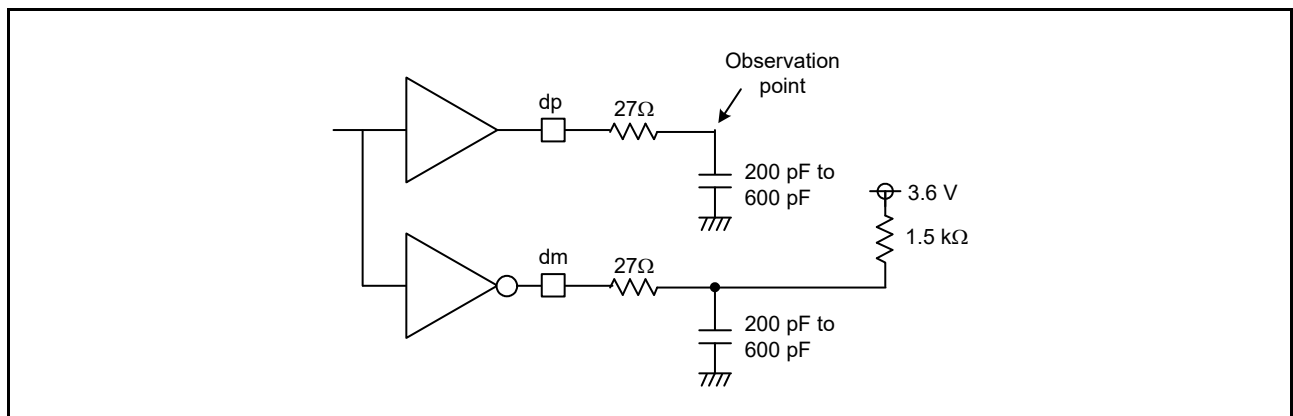 Observation
point
dp
27Ω
200 pF to
600 pF
3.6 V
1.5 kΩ
dm
27Ω
200 pF to
600 pF